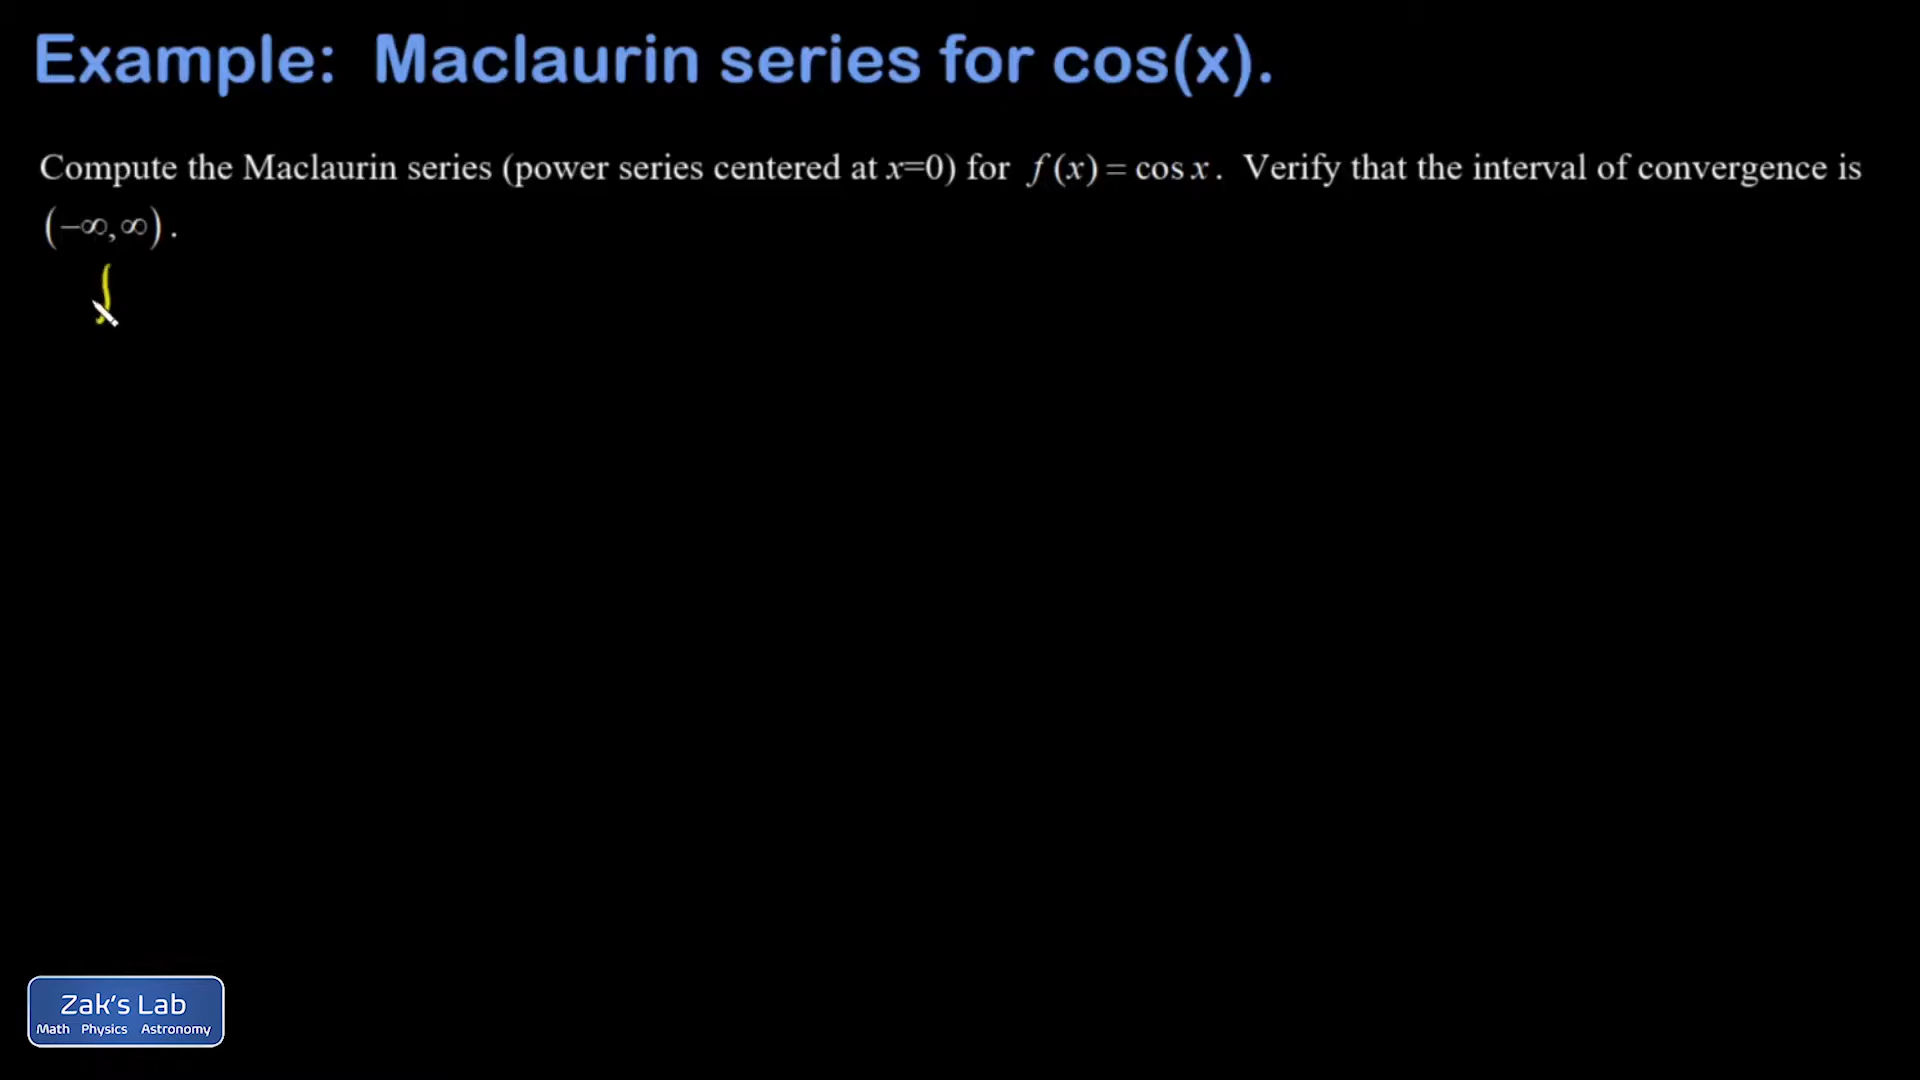 Example: Maclaurin series for cos(x).
Compute the Maclaurin series (power series centered at x=0) for f(x) = cos x. Verify that the interval of convergence is
(−∞,∞).
Zak's Lab
Math Physics Astronomy